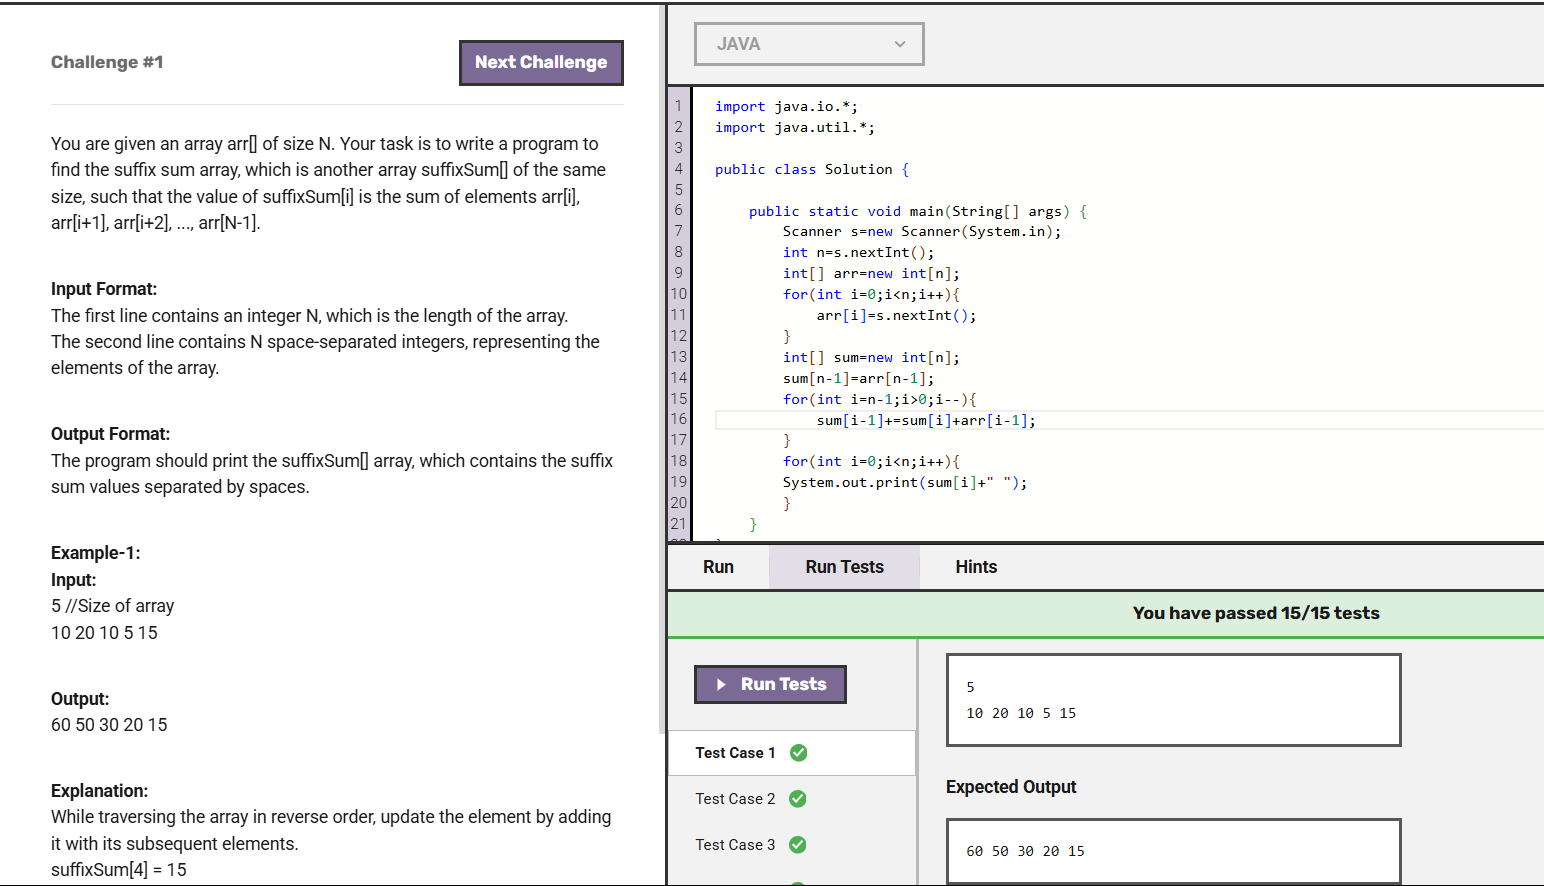 Challenge #1
Next Challenge
You are given an array arr[] of size N. Your task is to write a program to
find the suffix sum array, which is another array suffixSum[] of the same
size, such that the value of suffixSum[i] is the sum of elements arr[i],
arr[i+1], arr[i+2], ..., arr[N-1].
Input Format:
The first line contains an integer N, which is the length of the array.
The second line contains N space-separated integers, representing the
elements of the array.
Output Format:
The program should print the suffixSum[] array, which contains the suffix
sum values separated by spaces.
Example-1:
Input:
5 //Size of array
10 20 10 5 15
Output:
60 50 30 20 15
Explanation:
While traversing the array in reverse order, update the element by adding
it with its subsequent elements.
suffixSum[4] = 15
JAVA
1 import java.io.*;
2 import java.util.*;
3
4 public class Solution {
5
6     public static void main(String[] args) {
7         Scanner s=new Scanner(System.in);
8         int n=s.nextInt();
9         int[] arr=new int[n];
10         for(int i=0;i<n;i++){
11             arr[i]=s.nextInt();
12         }
13         int[] sum=new int[n];
14         sum[n-1]=arr[n-1];
15         for(int i=n-1;i>0;i--){
16             sum[i-1]+=sum[i]+arr[i-1];
17         }
18         for(int i=0;i<n;i++){
19         System.out.print(sum[i]+" ");
20         }
21     }
Run
Run Tests
Hints
You have passed 15/15 tests
Run Tests
Test Case 1
Test Case 2
Test Case 3
5
10 20 10 5 15
Expected Output
60 50 30 20 15